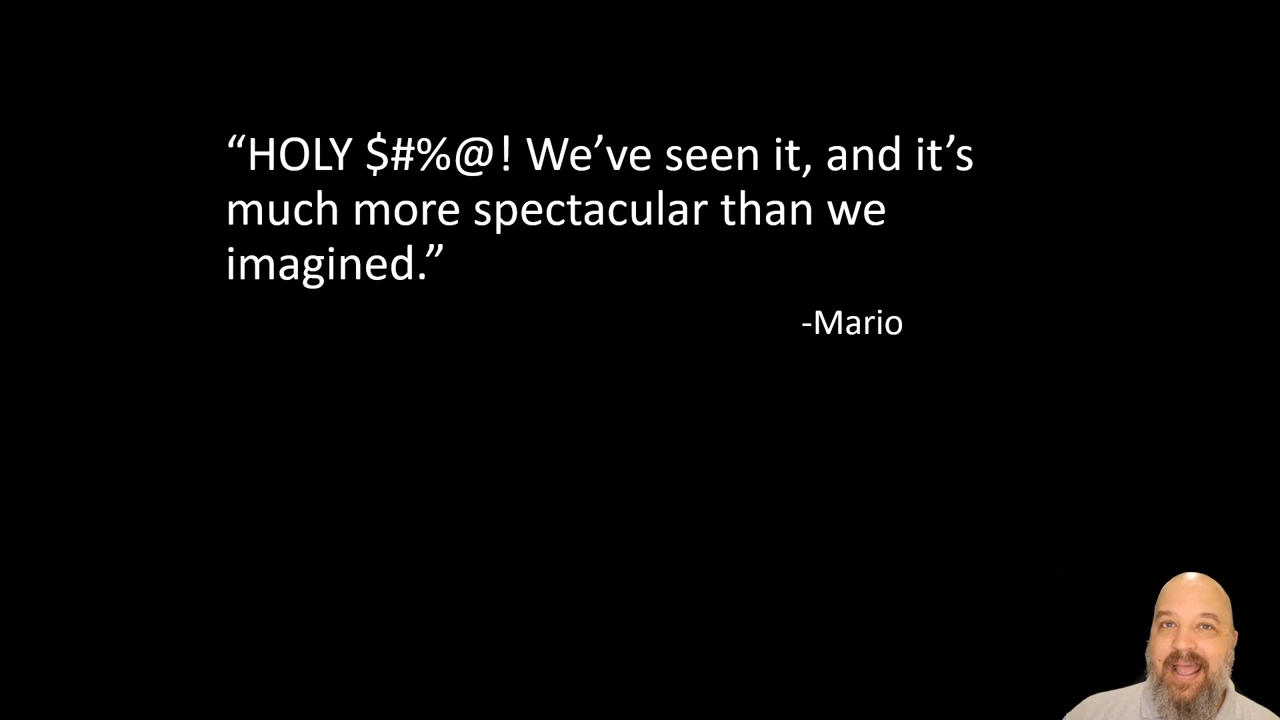 “HOLY $#%@! We’ve seen it, and it’s
much more spectacular than we
imagined.”
-Mario